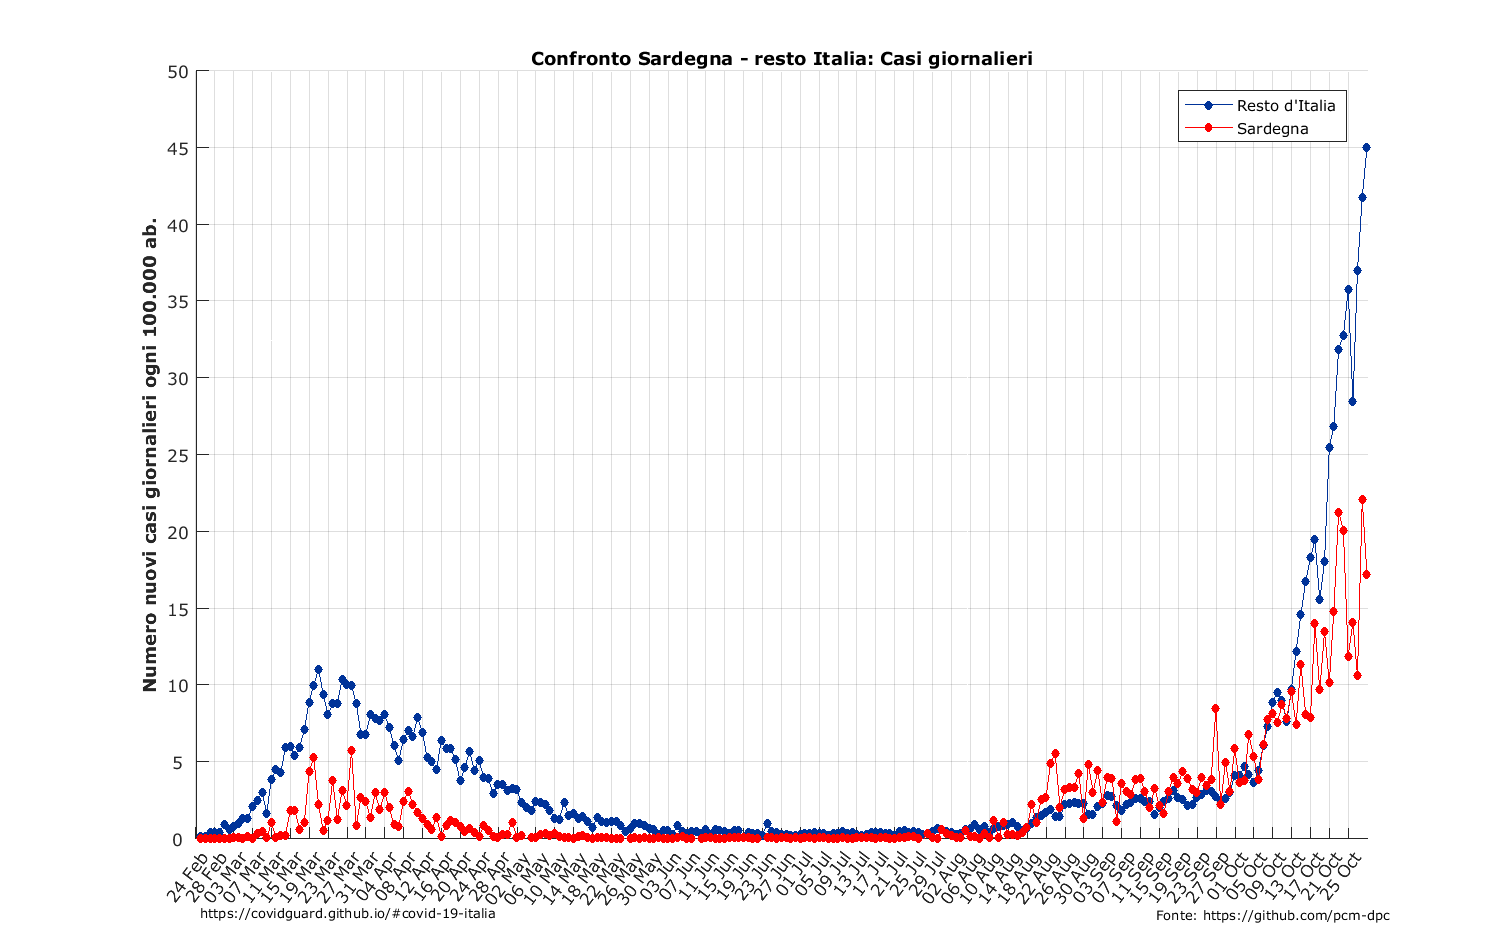 Confronto Sardegna - resto Italia: Casi giornalieri
Resto d'Italia
Sardegna
Numero nuovi casi giornalieri ogni 100.000 ab.
50
45
40
35
30
25
20
15
10
5
0
24 Feb
28 Feb
03 Mar
07 Mar
11 Mar
15 Mar
19 Mar
23 Mar
27 Mar
31 Mar
04 Apr
08 Apr
12 Apr
16 Apr
20 Apr
24 Apr
28 Apr
02 May
06 May
10 May
14 May
18 May
22 May
26 May
30 May
03 Jun
07 Jun
11 Jun
15 Jun
19 Jun
23 Jun
27 Jun
01 Jul
05 Jul
09 Jul
13 Jul
17 Jul
21 Jul
25 Jul
29 Jul
02 Aug
06 Aug
10 Aug
14 Aug
18 Aug
22 Aug
26 Aug
30 Aug
03 Sep
07 Sep
11 Sep
15 Sep
19 Sep
23 Sep
27 Sep
01 Oct
05 Oct
09 Oct
13 Oct
17 Oct
21 Oct
25 Oct
https://covidguard.github.io/#covid-19-italia
Fonte: https://github.com/pcm-dpc